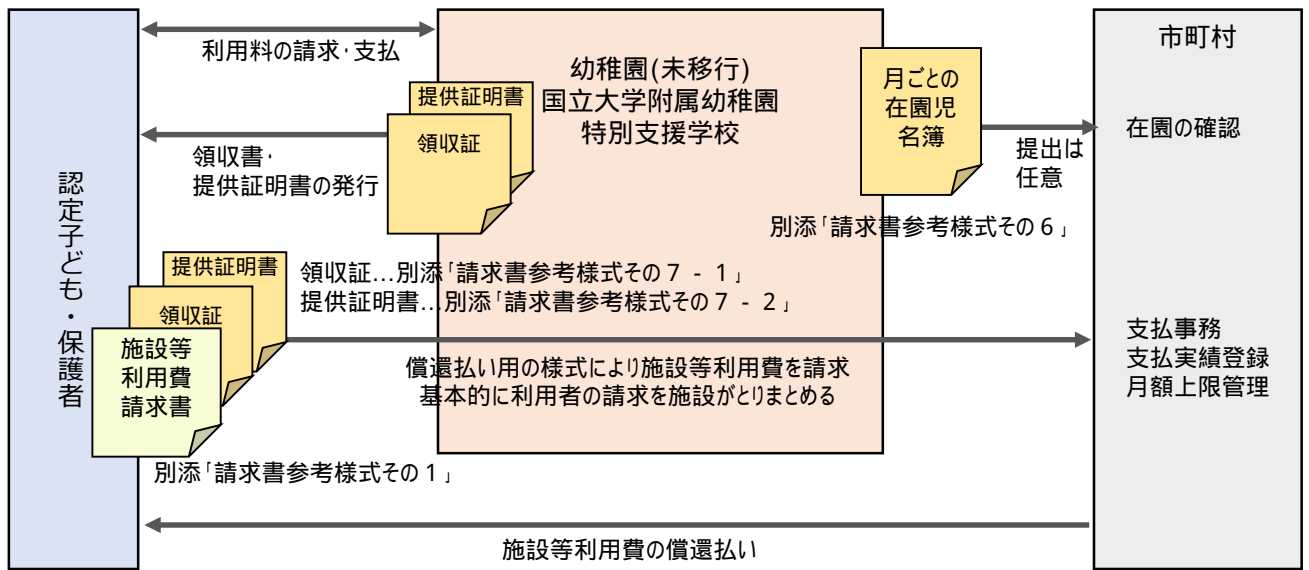 利用料の請求･支払
幼稚園(未移行)
国立大学附属幼稚園
特別支援学校
市町村
提供証明書
領収証
月ごとの
在園児
名簿
在園の確認
提出は
任意
領収書･
提供証明書の発行
別添｢請求書参考様式その６｣
認定子ども・保護者
提供証明書
領収証
施設等
利用費
請求書
領収証…別添｢請求書参考様式その７‐１｣
提供証明書…別添｢請求書参考様式その７‐２｣
償還払い用の様式により施設等利用費を請求
基本的に利用者の請求を施設がとりまとめる
支払事務
支払実績登録
月額上限管理
別添｢請求書参考様式その１｣
施設等利用費の償還払い